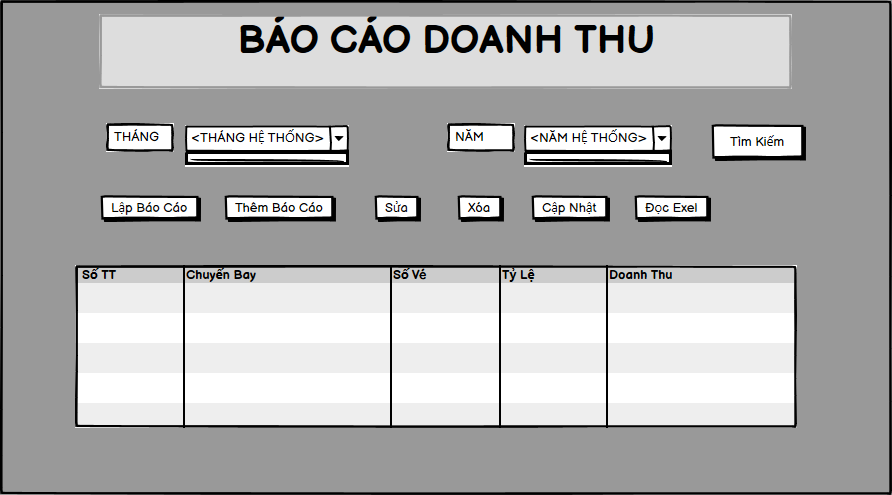 BÁO CÁO DOANH THU
THÁNG <THÁNG HỆ THỐNG> NĂM <NĂM HỆ THỐNG> Tìm Kiếm
Lập Báo Cáo Thêm Báo Cáo Sửa Xóa Cập Nhật Đọc Exel
Số TT Chuyến Bay Số Vé Tỷ Lệ Doanh Thu